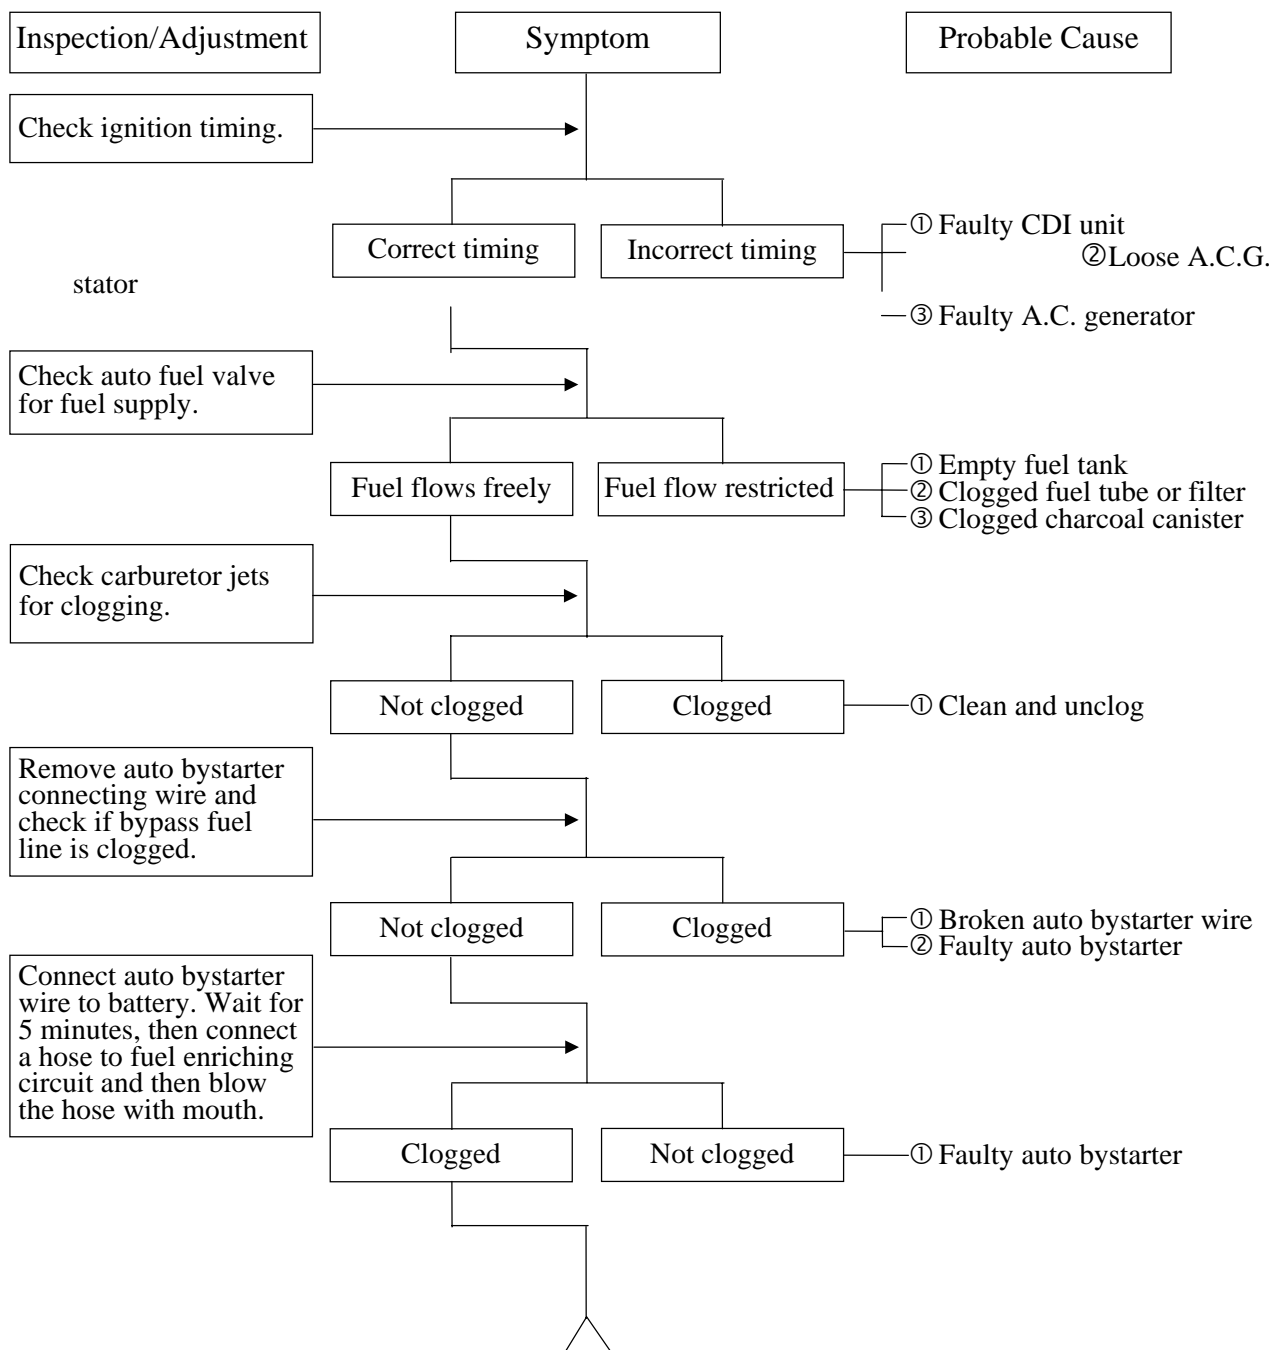 Inspection/Adjustment
Symptom
Probable Cause
Check ignition timing.
Correct timing
Incorrect timing
① Faulty CDI unit
②Loose A.C.G.
stator
③ Faulty A.C. generator
Check auto fuel valve
for fuel supply.
Fuel flows freely
Fuel flow restricted
① Empty fuel tank
② Clogged fuel tube or filter
③ Clogged charcoal canister
Check carburetor jets
for clogging.
Not clogged
Clogged
① Clean and unclog
Remove auto bystarter
connecting wire and
check if bypass fuel
line is clogged.
Not clogged
Clogged
① Broken auto bystarter wire
② Faulty auto bystarter
Connect auto bystarter
wire to battery. Wait for
5 minutes, then connect
a hose to fuel enriching
circuit and then blow
the hose with mouth.
Clogged
Not clogged
① Faulty auto bystarter